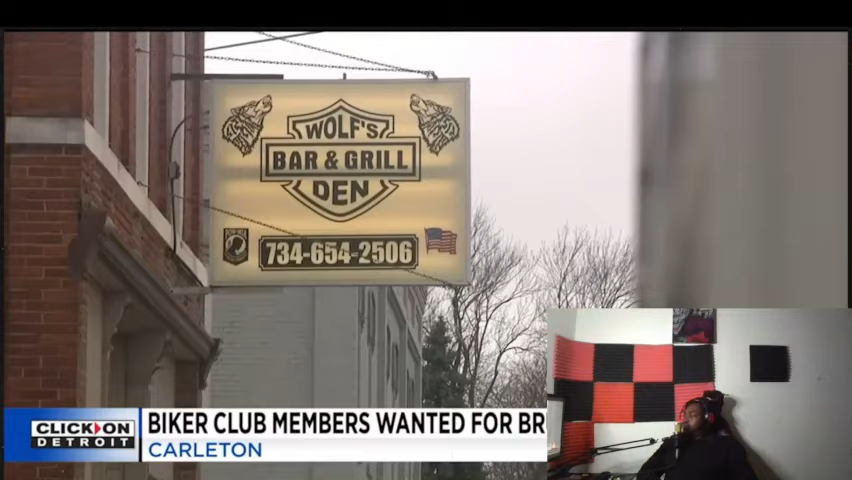 WOLF'S
BAR & GRILL
DEN
734-654-2506
CLICK ON
DETROIT
BIKER CLUB MEMBERS WANTED FOR BR
CARLETON